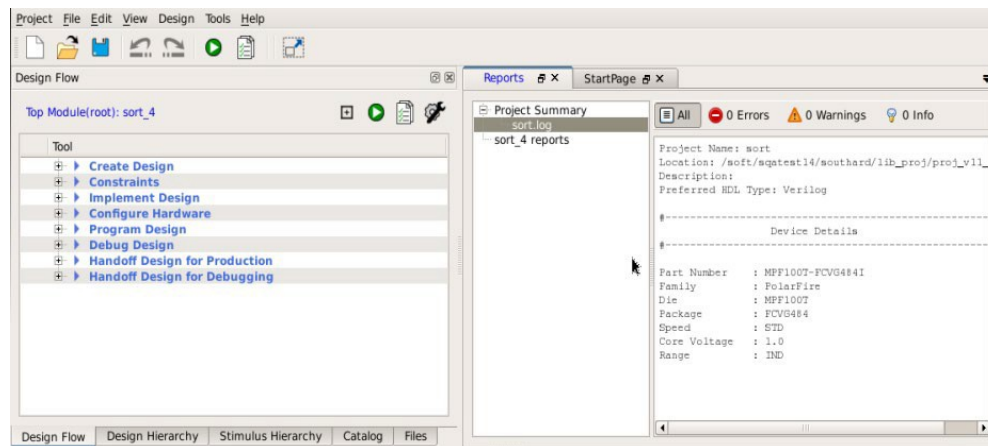 Project File Edit View Design Tools Help
Design Flow
Top Module(root): sort_4
Tool
Create Design
Constraints
Implement Design
Configure Hardware
Program Design
Debug Design
Handoff Design for Production
Handoff Design for Debugging
Design Flow Design Hierarchy Stimulus Hierarchy Catalog Files
Reports StartPage
Project Summary
sort.log
sort_4 reports
All 0 Errors 0 Warnings 0 Info
Project Name: sort
Location: /soft/sqatest14/southard/lib_proj/proj_v11_
Description:
Preferred HDL Type: Verilog
#----------------------------------------------------
Device Details
#----------------------------------------------------
Part Number : MPF100T-FCVG484I
Family : PolarFire
Die : MPF100T
Package : FCVG484
Speed : STD
Core Voltage : 1.0
Range : IND